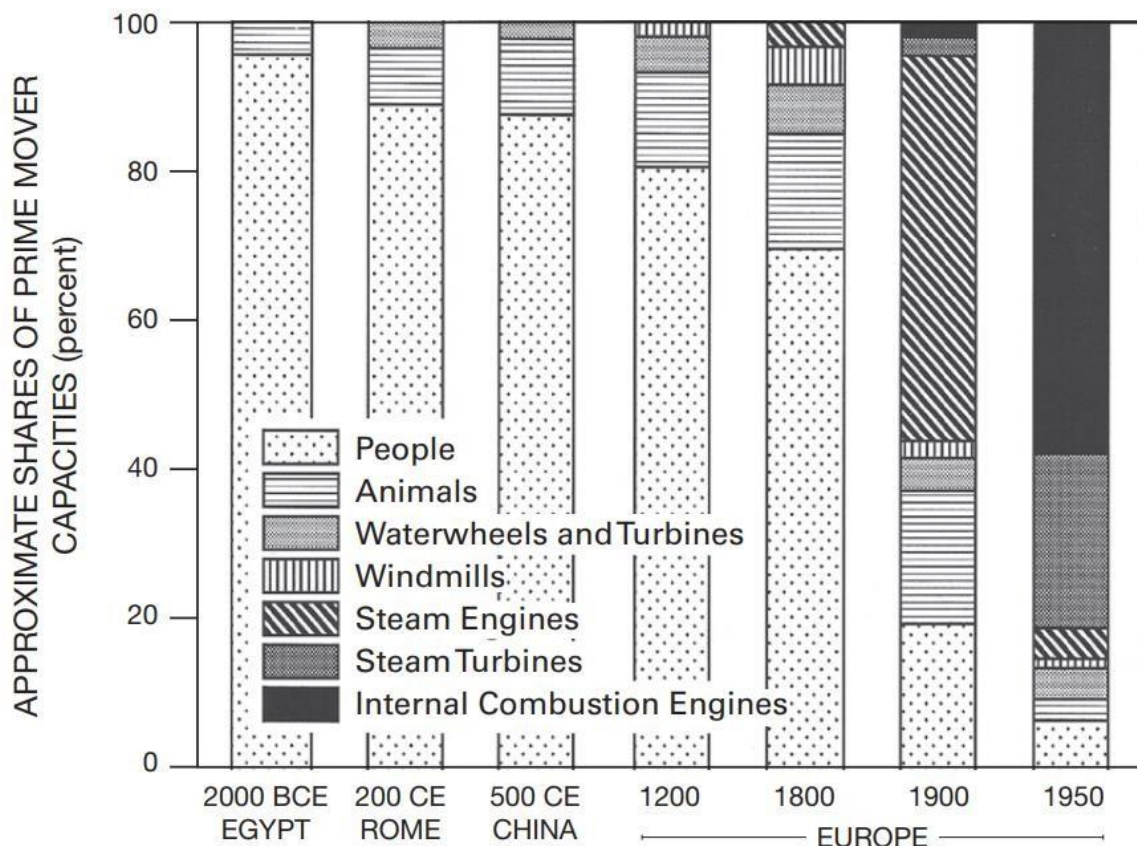 APPROXIMATE SHARES OF PRIME MOVER
CAPACITIES (percent)
100
80
60
40
20
0
People
Animals
Waterwheels and Turbines
Windmills
Steam Engines
Steam Turbines
Internal Combustion Engines
2000 BCE
EGYPT
200 CE
ROME
500 CE
CHINA
1200
1800
1900
1950
EUROPE